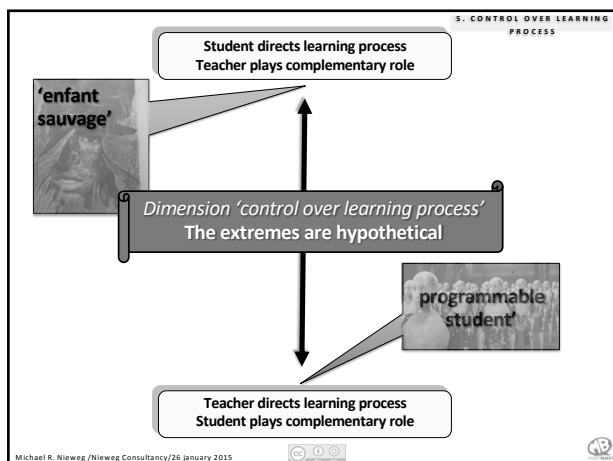 5. CONTROL OVER LEARNING
PROCESS
Student directs learning process
Teacher plays complementary role
'enfant
sauvage'
Dimension 'control over learning process'
The extremes are hypothetical
programmable
student'
Teacher directs learning process
Student plays complementary role
Michael R. Nieweg /Nieweg Consultancy/26 january 2015
cc